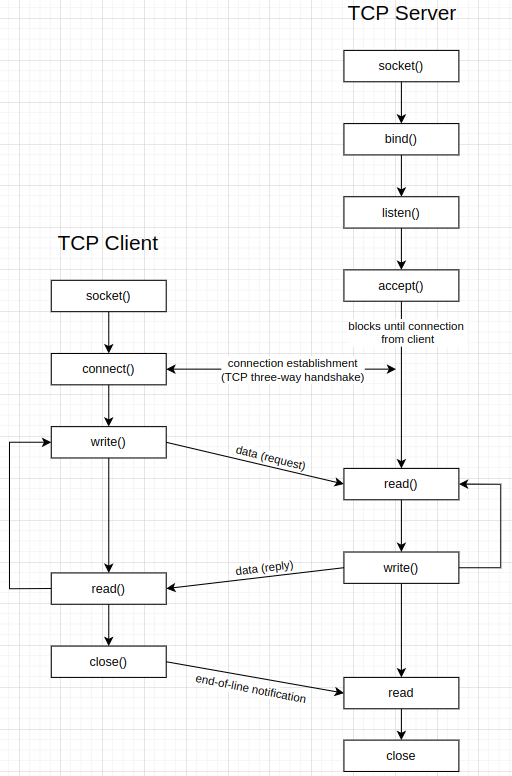 TCP Server
socket()
bind()
listen()
TCP Client
accept()
socket()
blocks until connection
from client
connect()
connection establishment
(TCP three-way handshake)
write()
data (request)
read()
data (reply)
write()
read()
close()
end-of-line notification
read
close